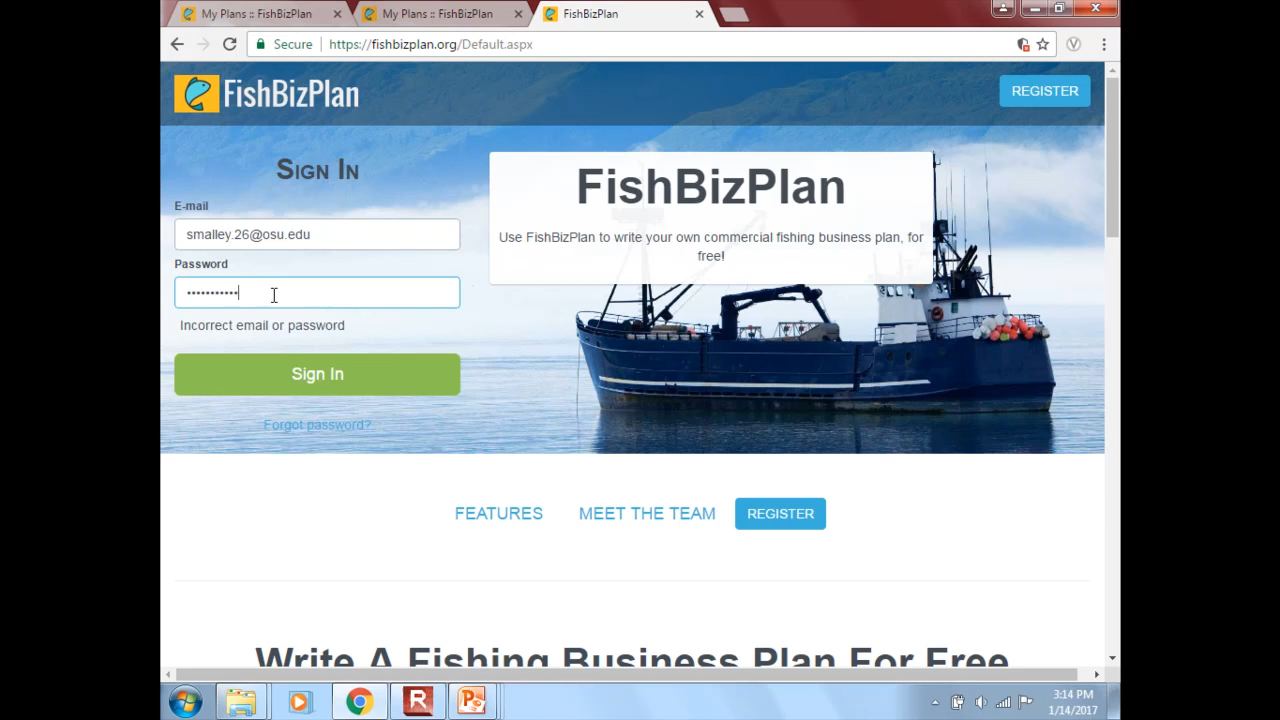 My Plans :: FishBizPlan
My Plans :: FishBizPlan
FishBizPlan
Secure
https://fishbizplan.org/Default.aspx
FishBizPlan
REGISTER
Sign In
E-mail
smalley.26@osu.edu
Password
•••••••••••
Incorrect email or password
Sign In
Forgot password?
FishBizPlan
Use FishBizPlan to write your own commercial fishing business plan, for
free!
FEATURES
MEET THE TEAM
REGISTER
Write A Fishing Business Plan For Free
3:14 PM
1/14/2017